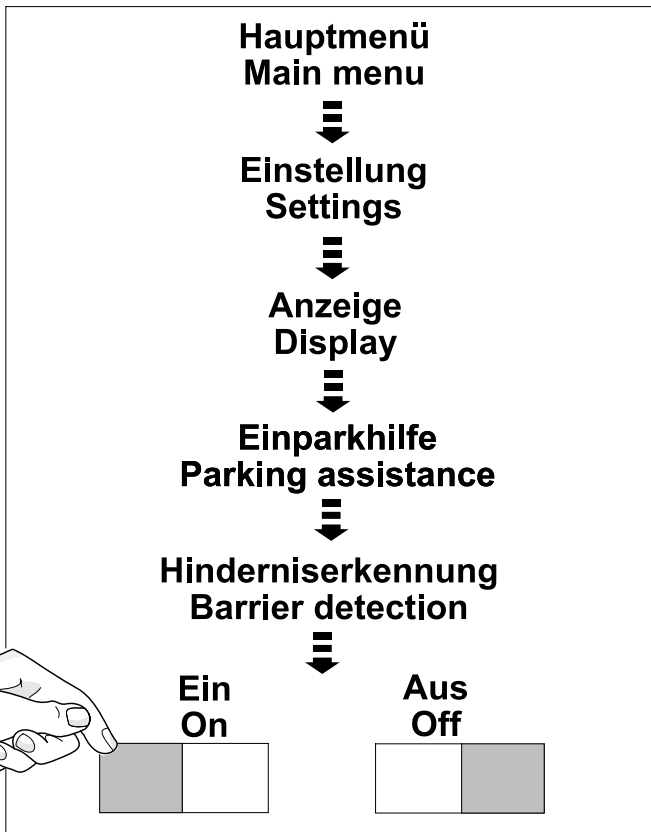 Hauptmenü
Main menu
Einstellung
Settings
Anzeige
Display
Einparkhilfe
Parking assistance
Hinderniserkennung
Barrier detection
Ein
On
Aus
Off